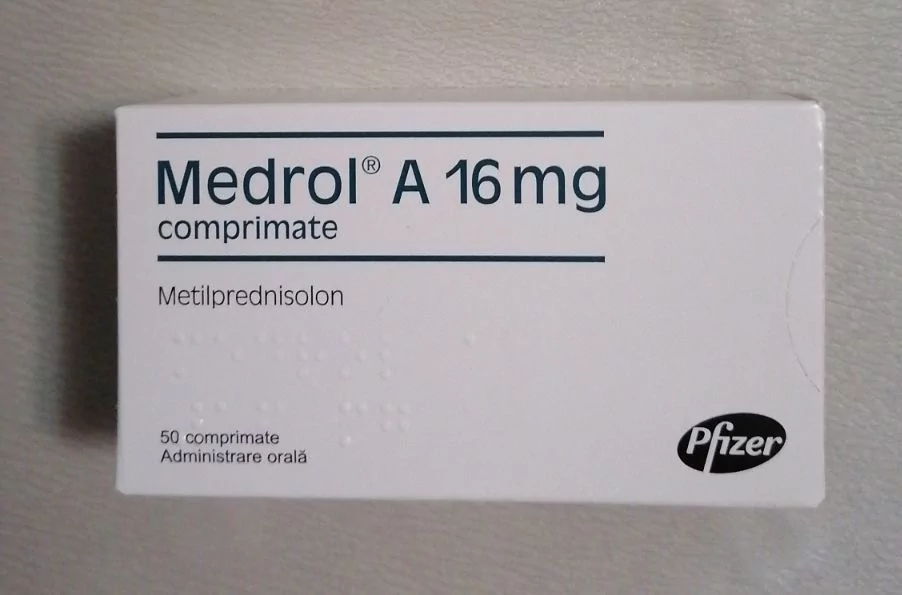 Medrol® A 16 mg
comprimate
Metilprednisolon
50 comprimate
Administrare orală
Pfizer